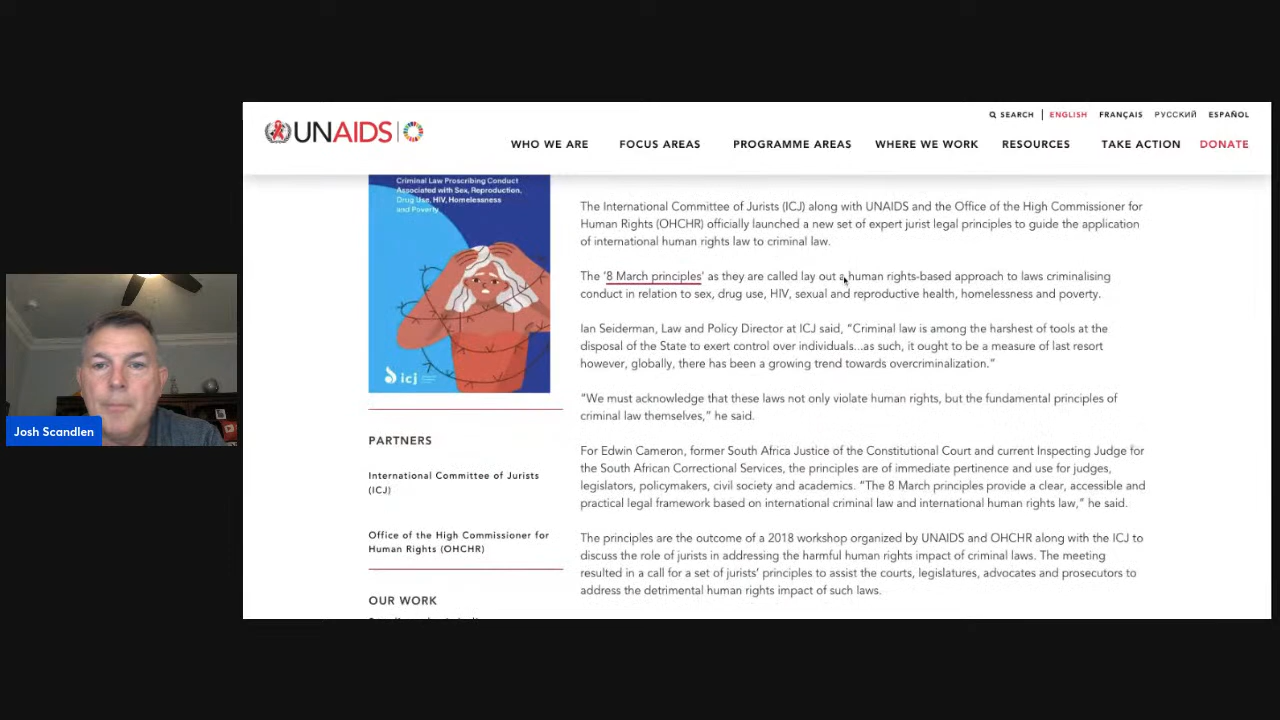 SEARCH | ENGLISH FRANÇAIS РУССКИЙ ESPAÑOL
UNAIDS
WHO WE ARE FOCUS AREAS PROGRAMME AREAS WHERE WE WORK RESOURCES TAKE ACTION DONATE
Criminal Law Proscribing Conduct
Associated with Sex, Reproduction,
Drug Use, HIV, Homelessness
and Poverty
icj
PARTNERS
International Committee of Jurists
(ICJ)
Office of the High Commissioner for
Human Rights (OHCHR)
OUR WORK
The International Committee of Jurists (ICJ) along with UNAIDS and the Office of the High Commissioner for
Human Rights (OHCHR) officially launched a new set of expert jurist legal principles to guide the application
of international human rights law to criminal law.
The ‘8 March principles’ as they are called lay out a human rights-based approach to laws criminalising
conduct in relation to sex, drug use, HIV, sexual and reproductive health, homelessness and poverty.
Ian Seiderman, Law and Policy Director at ICJ said, “Criminal law is among the harshest of tools at the
disposal of the State to exert control over individuals...as such, it ought to be a measure of last resort
however, globally, there has been a growing trend towards overcriminalization.”
“We must acknowledge that these laws not only violate human rights, but the fundamental principles of
criminal law themselves,” he said.
For Edwin Cameron, former South Africa Justice of the Constitutional Court and current Inspecting Judge for
the South African Correctional Services, the principles are of immediate pertinence and use for judges,
legislators, policymakers, civil society and academics. “The 8 March principles provide a clear, accessible and
practical legal framework based on international criminal law and international human rights law,” he said.
The principles are the outcome of a 2018 workshop organized by UNAIDS and OHCHR along with the ICJ to
discuss the role of jurists in addressing the harmful human rights impact of criminal laws. The meeting
resulted in a call for a set of jurists’ principles to assist the courts, legislatures, advocates and prosecutors to
address the detrimental human rights impact of such laws.
Josh Scandlen